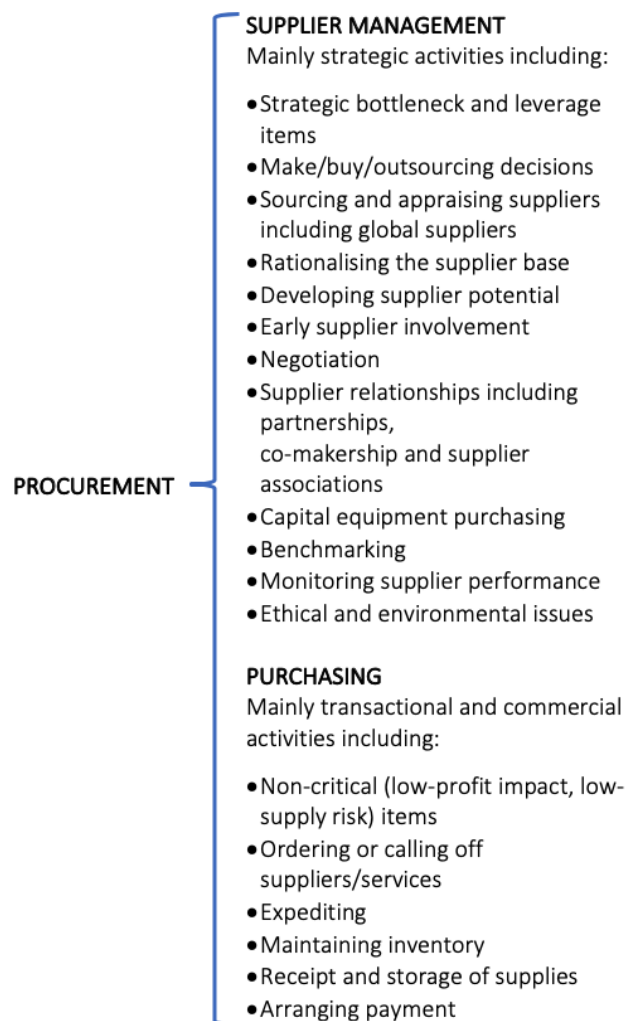 SUPPLIER MANAGEMENT
Mainly strategic activities including:
•Strategic bottleneck and leverage
items
•Make/buy/outsourcing decisions
•Sourcing and appraising suppliers
including global suppliers
•Rationalising the supplier base
•Developing supplier potential
•Early supplier involvement
•Negotiation
•Supplier relationships including
partnerships,
co-makership and supplier
associations
PROCUREMENT
•Capital equipment purchasing
•Benchmarking
•Monitoring supplier performance
•Ethical and environmental issues
PURCHASING
Mainly transactional and commercial
activities including:
•Non-critical (low-profit impact, low-
supply risk) items
•Ordering or calling off
suppliers/services
•Expediting
•Maintaining inventory
•Receipt and storage of supplies
•Arranging payment